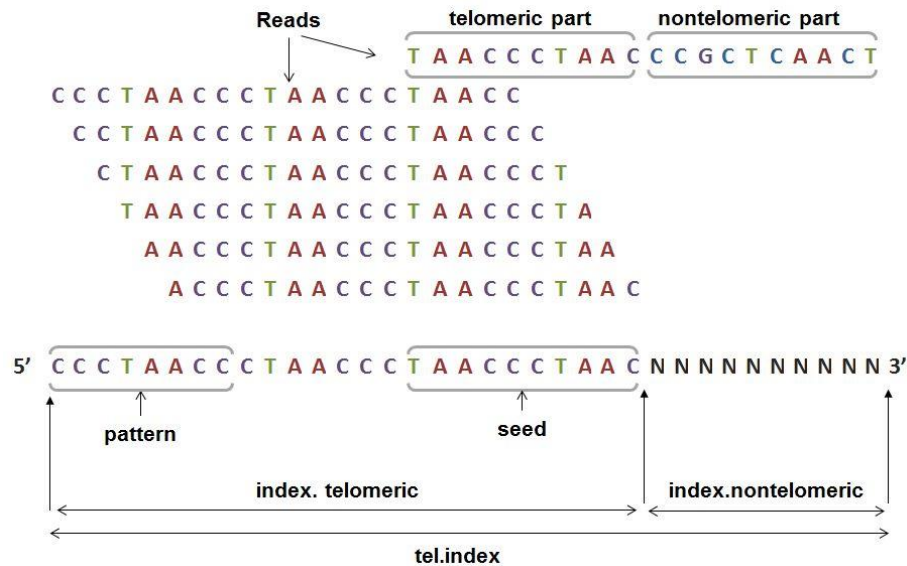 Reads
telomeric part nontelomeric part
T A A C C C T A A C C C G C T C A A C T
C C C T A A C C C T A A C C C T A A C C
C C T A A C C C T A A C C C T A A C C C
C T A A C C C T A A C C C T A A C C C T
T A A C C C T A A C C C T A A C C C T A
A A C C C T A A C C C T A A C C C T A A
A C C C T A A C C C T A A C C C T A A C
5’ C C C T A A C C C T A A C C C T A A C C C T A A C N N N N N N N N N N 3’
pattern seed
index. telomeric index.nontelomeric
tel.index